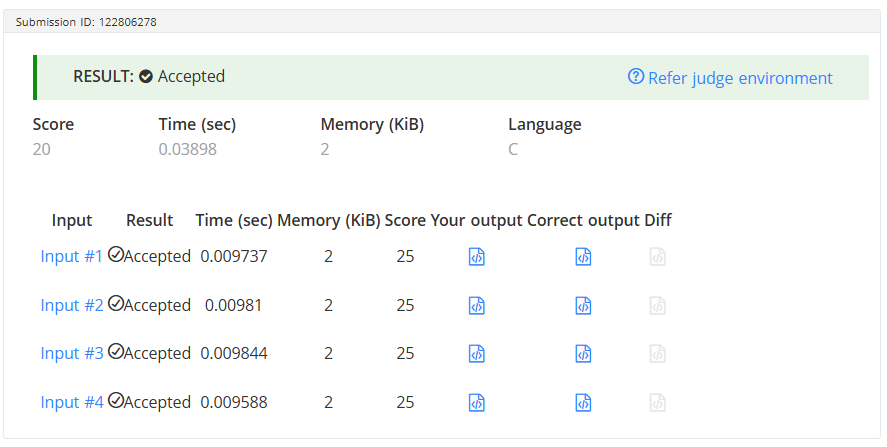 Submission ID: 122806278
RESULT: Accepted Refer judge environment
Score Time (sec) Memory (KiB) Language
20 0.03898 2 C
Input Result Time (sec) Memory (KiB) Score Your output Correct output Diff
Input #1 Accepted 0.009737 2 25
Input #2 Accepted 0.00981 2 25
Input #3 Accepted 0.009844 2 25
Input #4 Accepted 0.009588 2 25